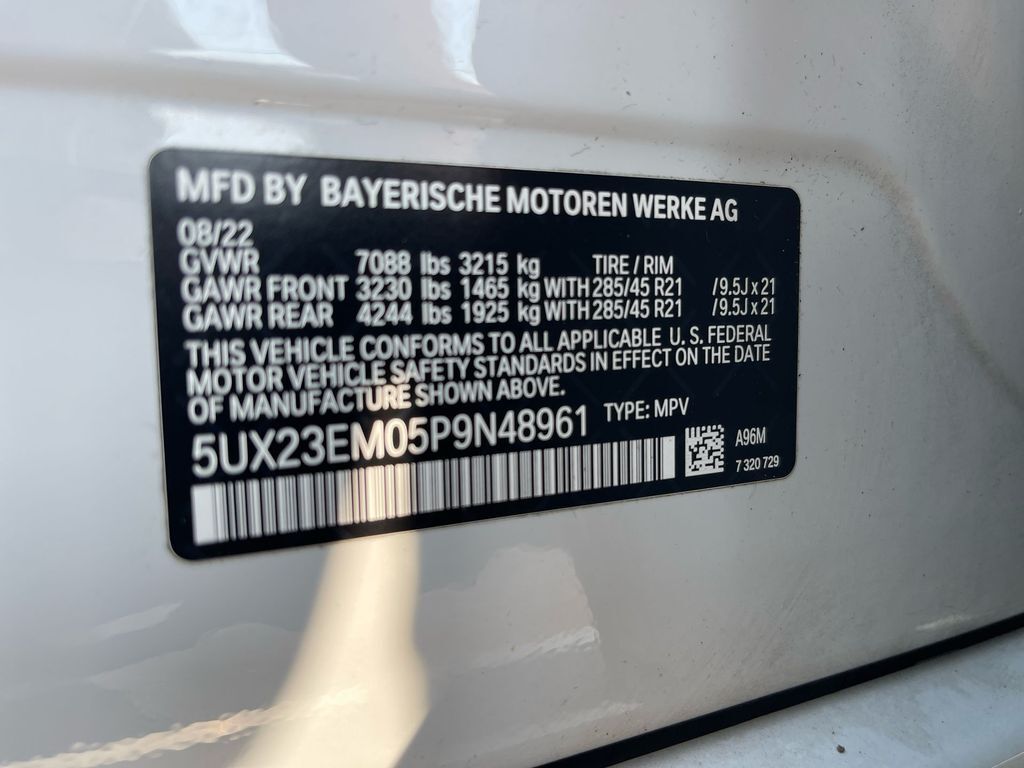 MFD BY BAYERISCHE MOTOREN WERKE AG
08/22
GVWR 7088 lbs 3215 kg TIRE / RIM
GAWR FRONT 3230 lbs 1465 kg WITH 285/45 R21 /9.5J x 21
GAWR REAR 4244 lbs 1925 kg WITH 285/45 R21 /9.5J x 21
THIS VEHICLE CONFORMS TO ALL APPLICABLE U.S. FEDERAL
MOTOR VEHICLE SAFETY STANDARDS IN EFFECT ON THE DATE
OF MANUFACTURE SHOWN ABOVE.
5UX23EM05P9N48961 TYPE: MPV
A96M
7 320 729